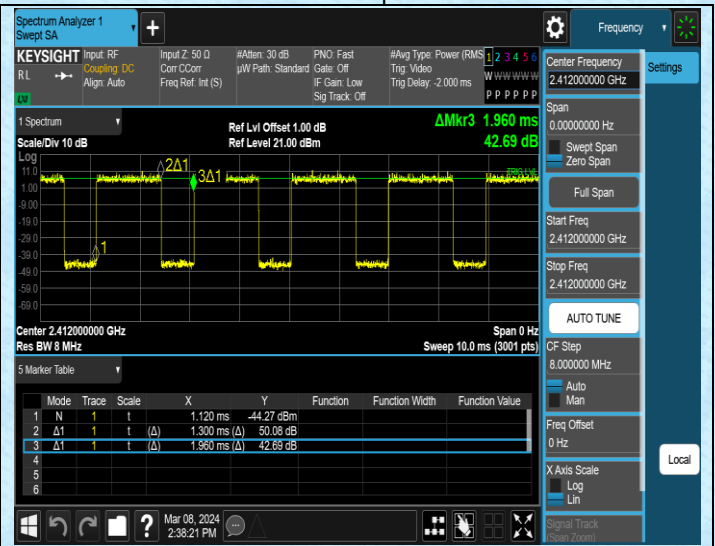 Spectrum Analyzer 1
Swept SA
Frequency
KEYSIGHT
RL
LXI
Input: RF
Coupling: DC
Align: Auto
Input Z: 50 Ω
Corr CCorr
Freq Ref: Int (S)
#Atten: 30 dB
µW Path: Standard
PNO: Fast
Gate: Off
IF Gain: Low
Sig Track: Off
#Avg Type: Power (RMS
Trig: Video
Trig Delay: -2.000 ms
1 2 3 4 5 6
W W W W W W
P P P P P P
1 Spectrum
Scale/Div 10 dB
Log
Ref Lvl Offset 1.00 dB
Ref Level 21.00 dBm
ΔMkr3 1.960 ms
42.69 dB
11.0
1.00
-9.00
-19.0
-29.0
-39.0
-49.0
-59.0
-69.0
2Δ1
3Δ1
1
TRIG LVL
Center 2.412000000 GHz
Res BW 8 MHz
Span 0 Hz
Sweep 10.0 ms (3001 pts)
5 Marker Table
Mode Trace Scale X Y Function Function Width Function Value
1 N 1 t 1.120 ms -44.27 dBm
2 Δ1 1 t (Δ) 1.300 ms (Δ) 50.08 dB
3 Δ1 1 t (Δ) 1.960 ms (Δ) 42.69 dB
4
5
6
Mar 08, 2024
2:38:21 PM
Center Frequency
2.412000000 GHz
Span
0.00000000 Hz
Swept Span
Zero Span
Full Span
Start Freq
2.412000000 GHz
Stop Freq
2.412000000 GHz
AUTO TUNE
CF Step
8.000000 MHz
Auto
Man
Freq Offset
0 Hz
X Axis Scale
Log
Lin
Signal Track
(Span Zoom)
Settings
Local